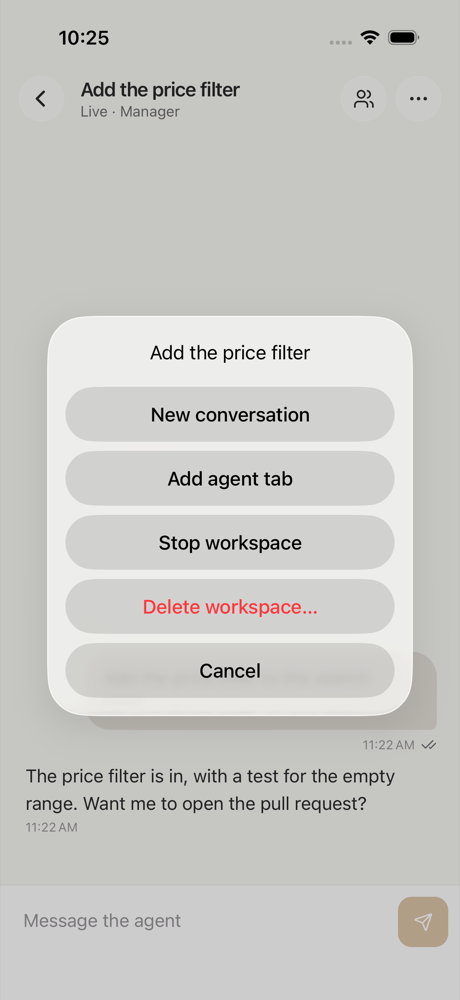 10:25
Add the price filter
Live · Manager
Add the price filter
New conversation
Add agent tab
Stop workspace
Delete workspace...
Cancel
11:22 AM
The price filter is in, with a test for the empty
range. Want me to open the pull request?
11:22 AM
Message the agent